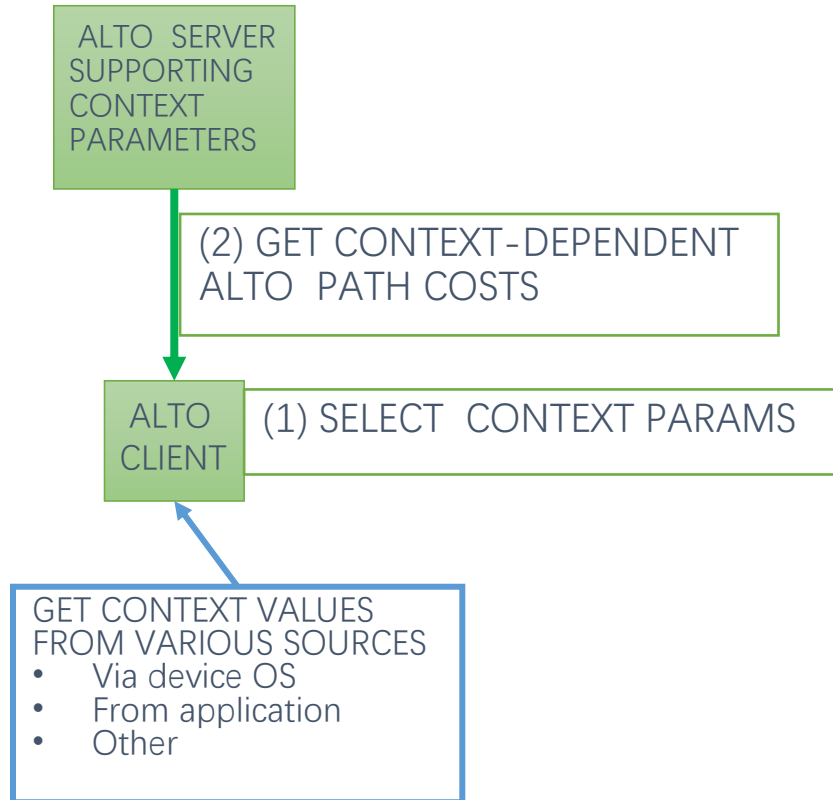 ALTO SERVER
SUPPORTING
CONTEXT
PARAMETERS
(2) GET CONTEXT-DEPENDENT
ALTO PATH COSTS
ALTO
CLIENT
(1) SELECT CONTEXT PARAMS
GET CONTEXT VALUES
FROM VARIOUS SOURCES
• Via device OS
• From application
• Other